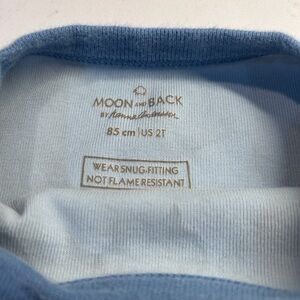 MOON AND BACK
BY Hanna Andersson
85 cm | US 2T
WEAR SNUG-FITTING
NOT FLAME RESISTANT